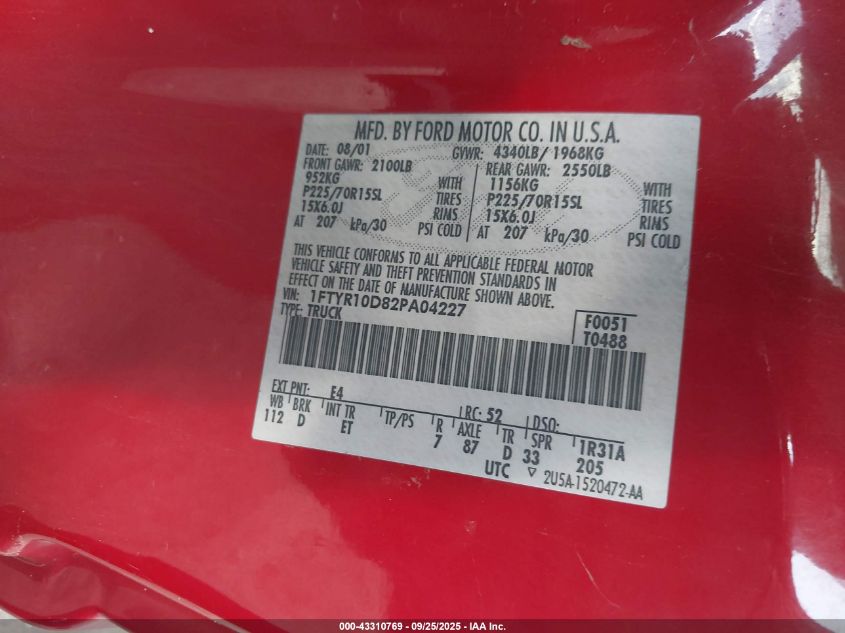 MFD. BY FORD MOTOR CO. IN U.S.A.
DATE: 08/01 GVWR: 4340LB/ 1968KG
FRONT GAWR: 2100LB REAR GAWR: 2550LB
952KG WITH 1156KG WITH
P225/70R15SL TIRES P225/70R15SL TIRES
15X6.0J RIMS 15X6.0J RIMS
AT 207 kPa/30 PSI COLD AT 207 kPa/30 PSI COLD
THIS VEHICLE CONFORMS TO ALL APPLICABLE FEDERAL MOTOR
VEHICLE SAFETY AND THEFT PREVENTION STANDARDS IN
EFFECT ON THE DATE OF MANUFACTURE SHOWN ABOVE.
VIN: 1FTYR10D82PA04227 F0051
TYPE: TRUCK T0488
EXT PNT: E4 RC: 52 DSO:
WB BRK INT TR TP/PS R AXLE TR SPR 1R31A
112 D ET 7 87 D 33 205
UTC ▽ 2U5A-1520472-AA
000-43310769 - 09/25/2025 - IAA Inc.